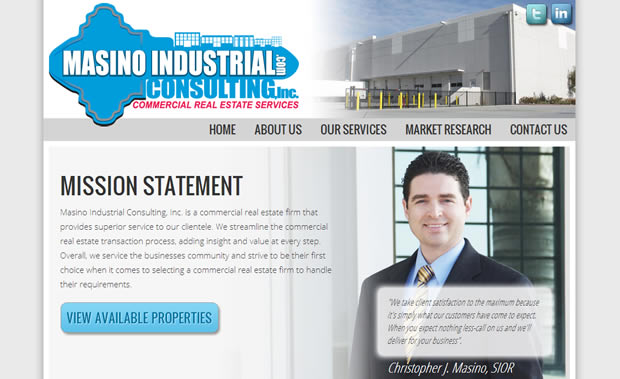 MASINO INDUSTRIAL.com
CONSULTING, Inc.
COMMERCIAL REAL ESTATE SERVICES
t in
HOME ABOUT US OUR SERVICES MARKET RESEARCH CONTACT US
MISSION STATEMENT
Masino Industrial Consulting, Inc. is a commercial real estate firm that
provides superior service to our clientele. We streamline the commercial
real estate transaction process, adding insight and value at every step.
Overall, we service the businesses community and strive to be their first
choice when it comes to selecting a commercial real estate firm to handle
their requirements.
VIEW AVAILABLE PROPERTIES
"We take client satisfaction to the maximum because
it's simply what our customers have come to expect.
When you expect nothing less-call on us and we'll
deliver for your business".
Christopher J. Masino, SIOR